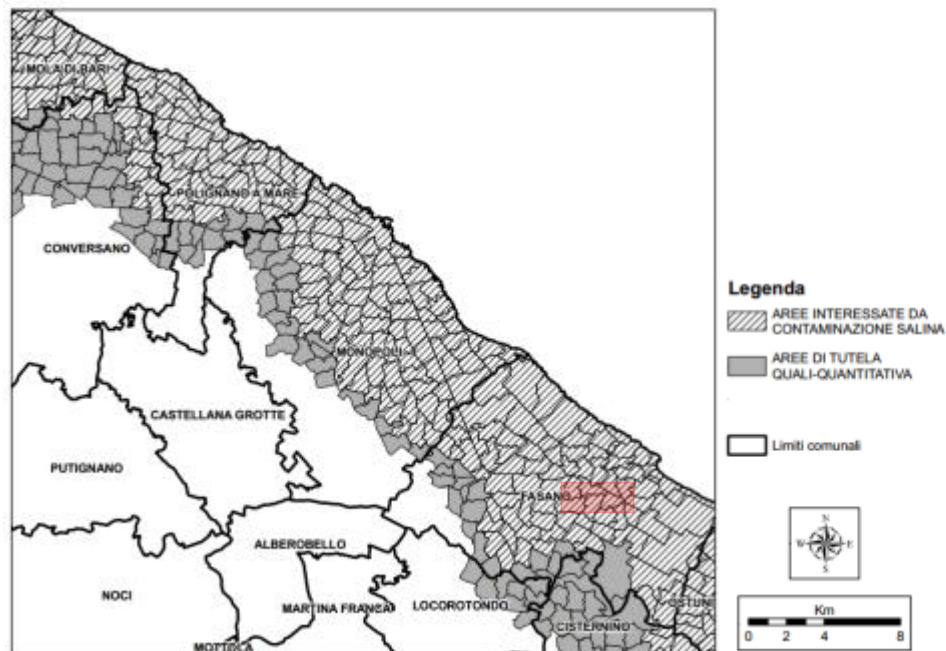 MOLA DI BARI
POLIGNANO A MARE
CONVERSANO
MONOPOLI
CASTELLANA GROTTE
PUTIGNANO
FASANO
ALBEROBELLO
NOCI
MARTINA FRANCA
LOCOROTONDO
CISTERNINO
OSTUNI
MOTTOLA
Legenda
AREE INTERESSATE DA
CONTAMINAZIONE SALINA
AREE DI TUTELA
QUALI-QUANTITATIVA
Limiti comunali
N
W E
S
Km
0 2 4 8